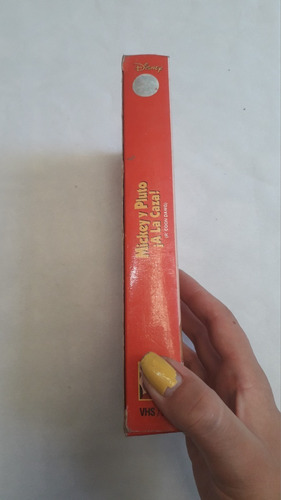 Disney
Mickey y Pluto
¡A La Caza!
VHS